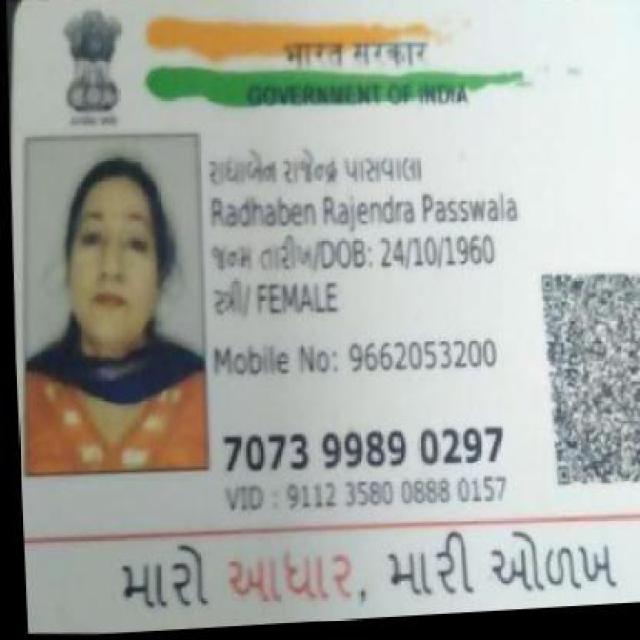 भारत सरकार
GOVERNMENT OF INDIA
રાધાબેન રાજેન્દ્ર પાસવાલા
Radhaben Rajendra Passwala
જન્મ તારીખ/DOB: 24/10/1960
સ્ત્રી/ FEMALE
Mobile No: 9662053200
7073 9989 0297
VID : 9112 3580 0888 0157
મારો આધાર, મારી ઓળખ